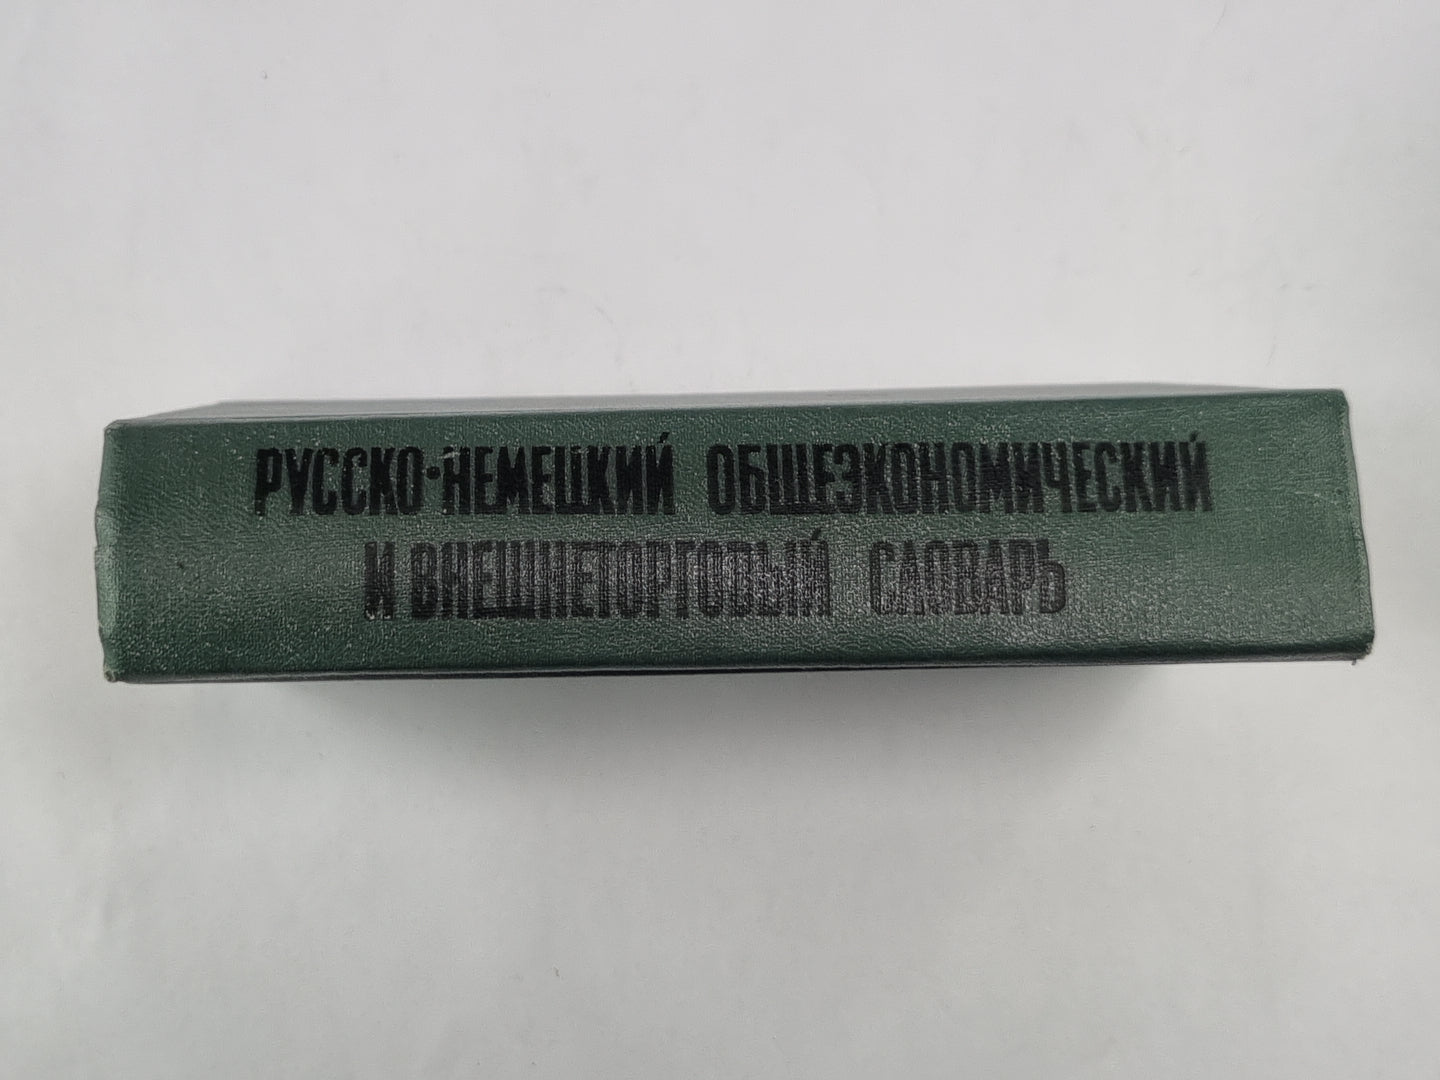 РУССКО-НЕМЕЦКИЙ ОБЩЕЭКОНОМИЧЕСКИЙ
И ВНЕШНЕТОРГОВЫЙ СЛОВАРЬ